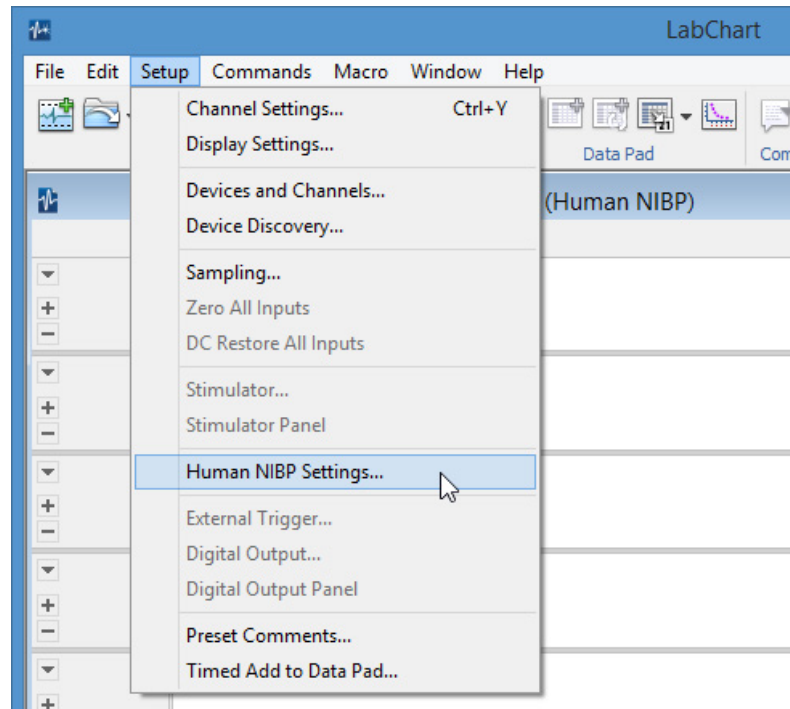 LabChart
File Edit Setup Commands Macro Window Help
Channel Settings... Ctrl+Y
Display Settings...
Data Pad
Com
Devices and Channels...
(Human NIBP)
Device Discovery...
Sampling...
Zero All Inputs
DC Restore All Inputs
Stimulator...
Stimulator Panel
Human NIBP Settings...
External Trigger...
Digital Output...
Digital Output Panel
Preset Comments...
Timed Add to Data Pad...